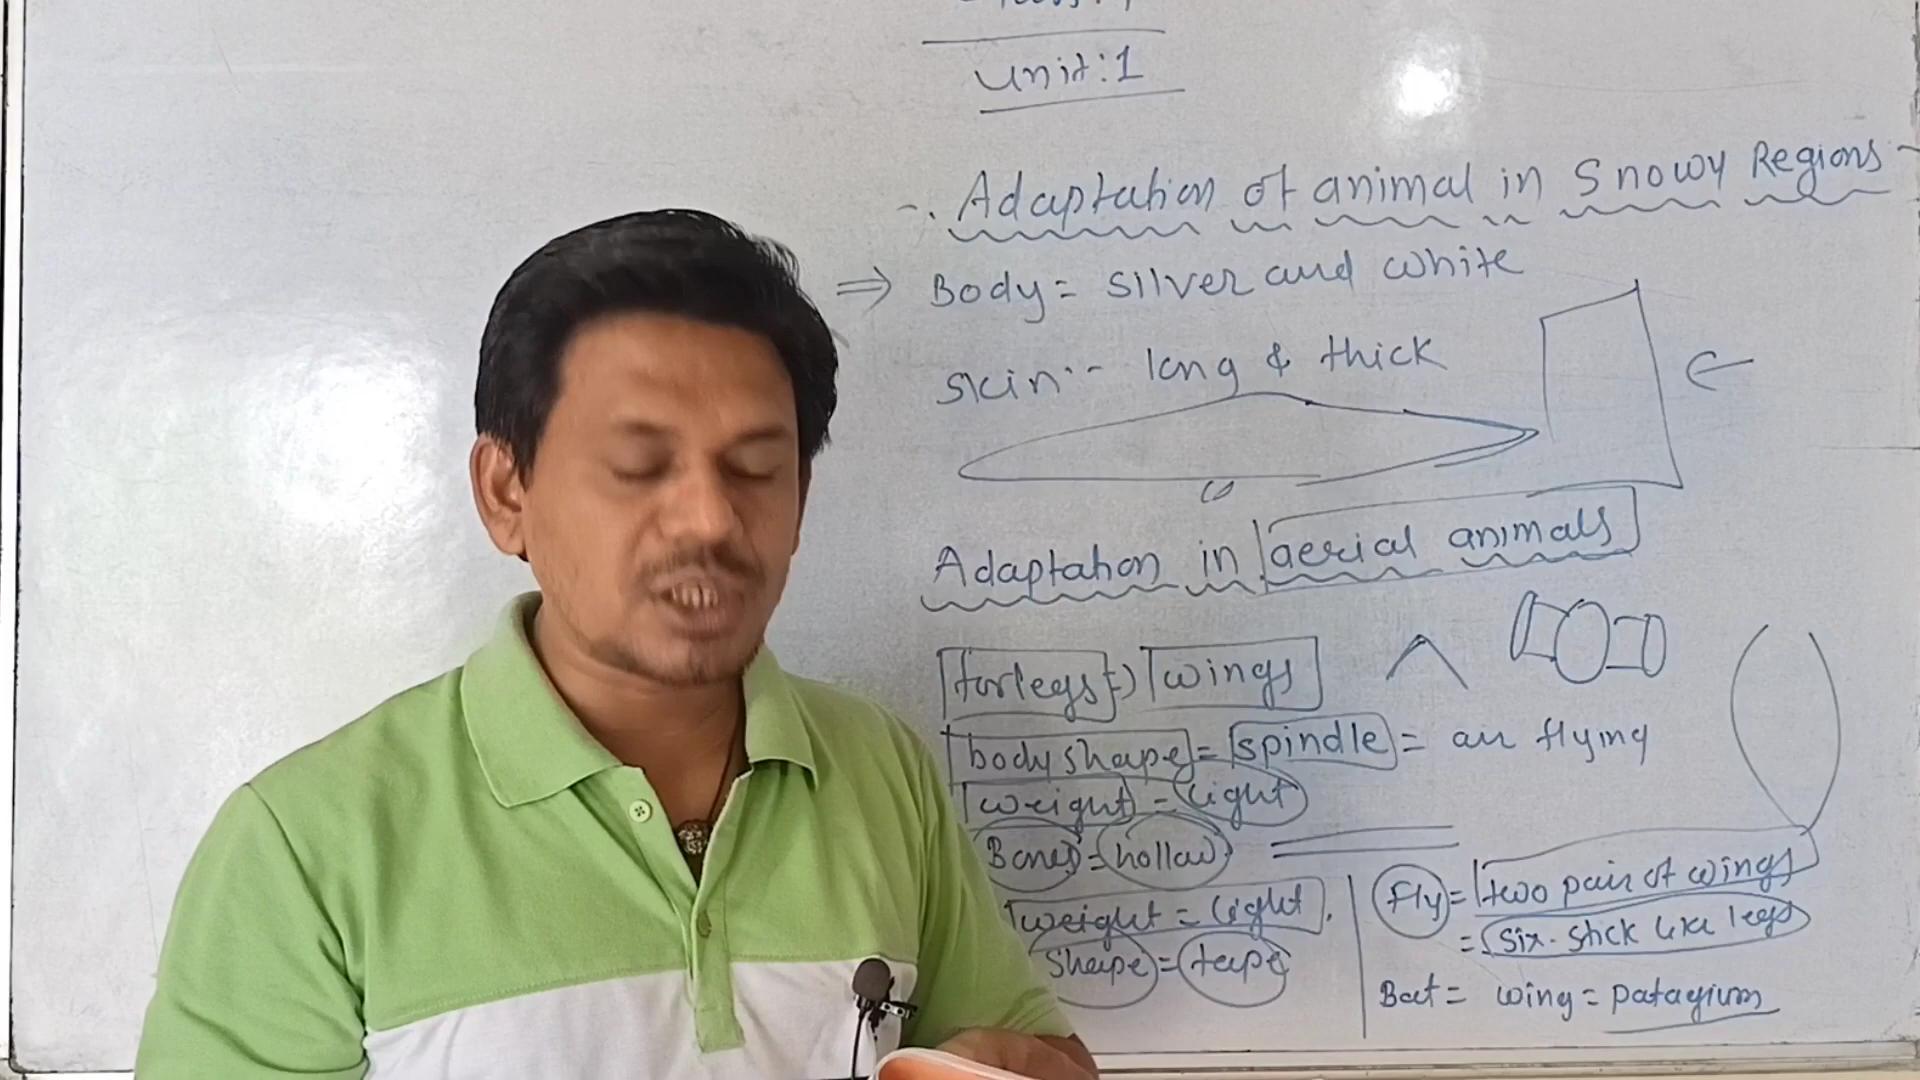 Unit:1
Adaptation of animal in Snowy Regions
⇒ Body = silver and white
skin :- long & thick
Adaptation in aerial animals
forlegs ⇒ wings
body shape = spindle = air flying
weight = light
Bones = hollow
weight = light.
shape = tape
Fly = two pair of wings
= six-stick like legs
Bat = wing = patagium